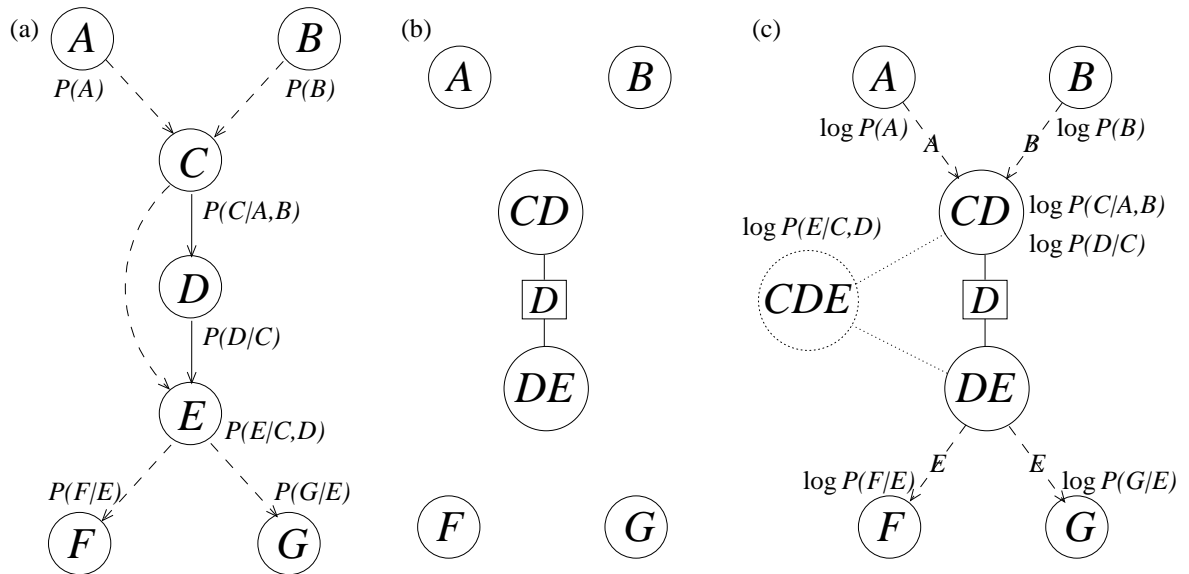 (a)
A
B
P(A)
P(B)
C
P(C/A,B)
D
P(D/C)
E
P(E/C,D)
P(F/E)
P(G/E)
F
G
(b)
A
B
CD
D
DE
F
G
(c)
A
B
log P(A)
log P(B)
A
B
CD
log P(C/A,B)
log P(D/C)
log P(E/C,D)
CDE
D
DE
E
E
log P(F/E)
log P(G/E)
F
G